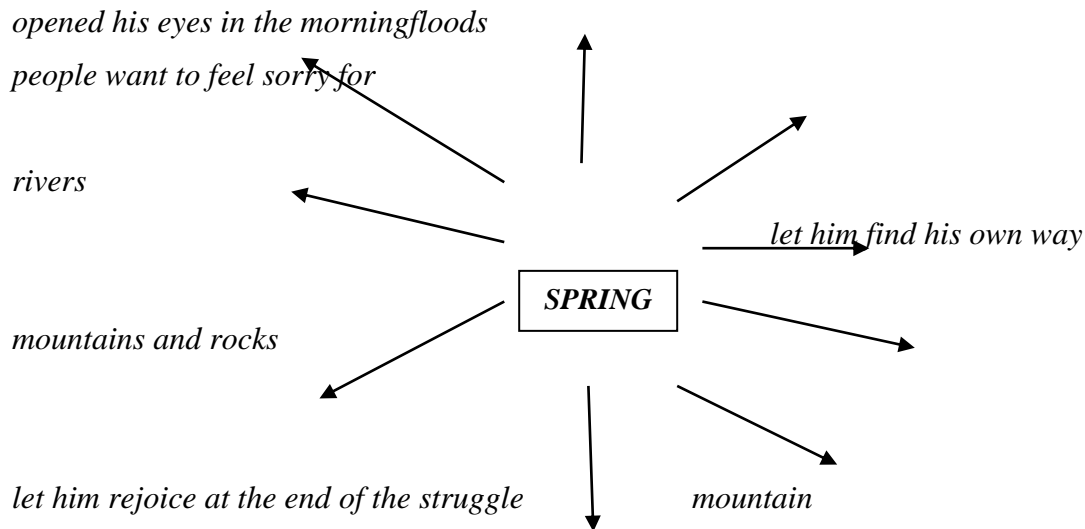 opened his eyes in the morningfloods
people want to feel sorry for
rivers
let him find his own way
SPRING
mountains and rocks
let him rejoice at the end of the struggle mountain